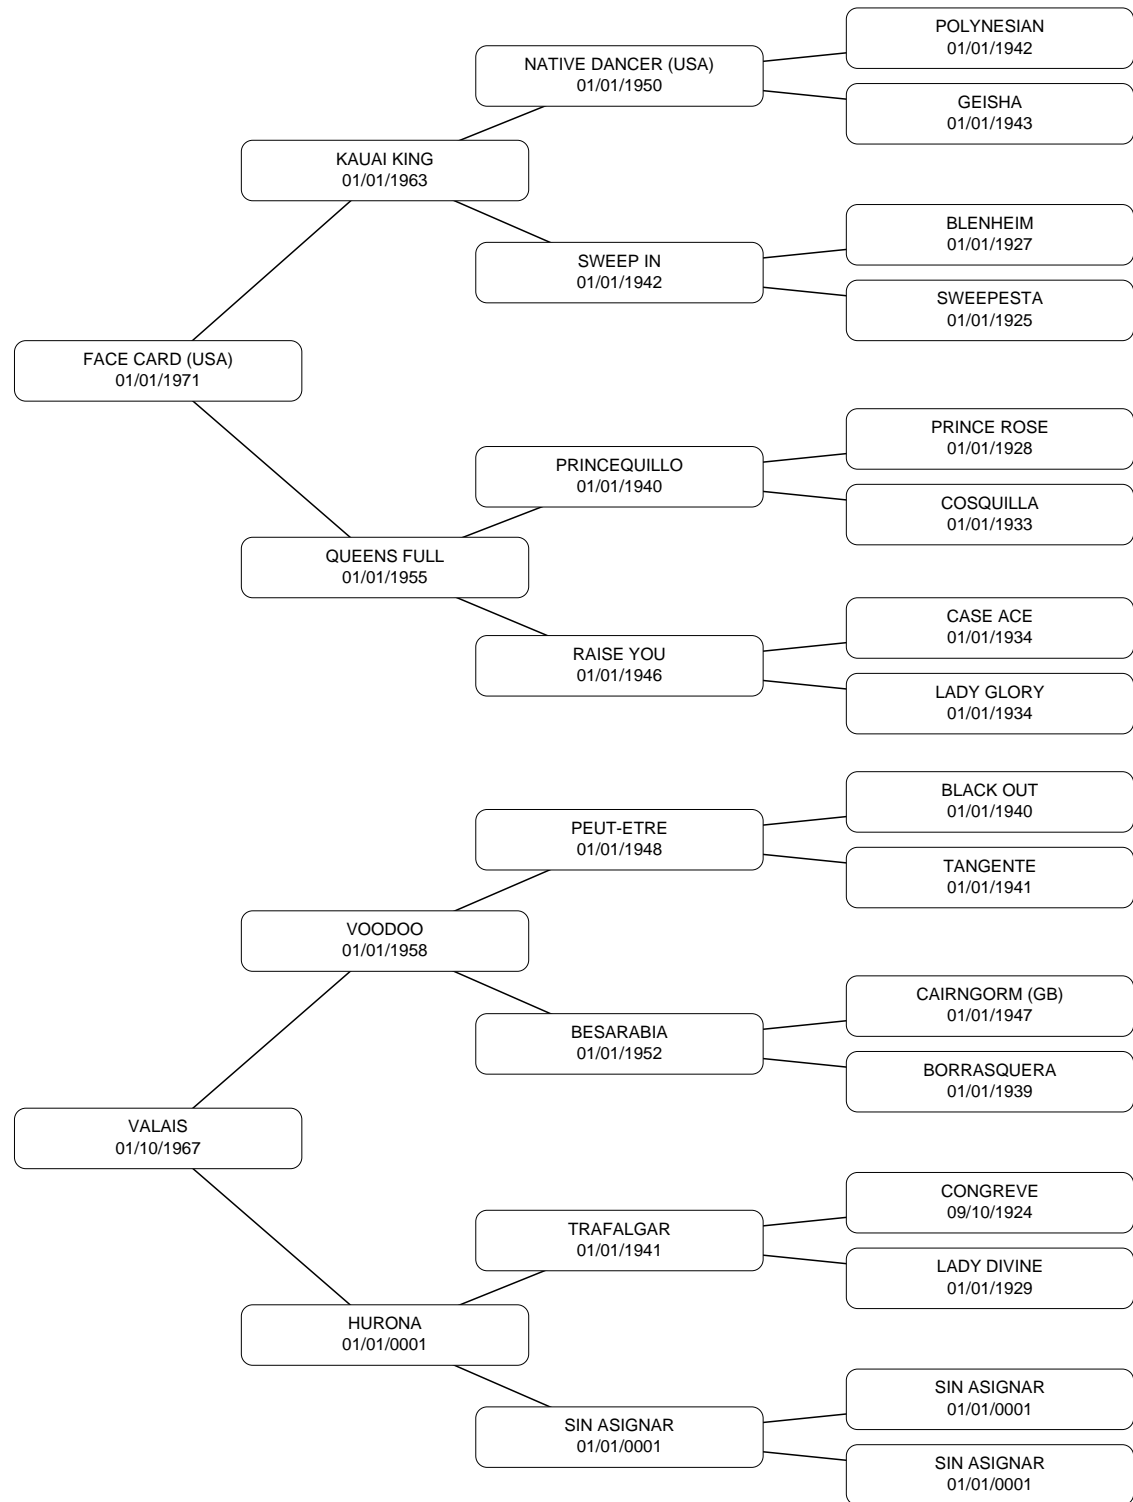 POLYNESIAN
01/01/1942
NATIVE DANCER (USA)
01/01/1950
GEISHA
01/01/1943
KAUAI KING
01/01/1963
BLENHEIM
01/01/1927
SWEEP IN
01/01/1942
SWEEPESTA
01/01/1925
FACE CARD (USA)
01/01/1971
PRINCE ROSE
01/01/1928
PRINCEQUILLO
01/01/1940
COSQUILLA
01/01/1933
QUEENS FULL
01/01/1955
CASE ACE
01/01/1934
RAISE YOU
01/01/1946
LADY GLORY
01/01/1934
BLACK OUT
01/01/1940
PEUT-ETRE
01/01/1948
TANGENTE
01/01/1941
VOODOO
01/01/1958
CAIRNGORM (GB)
01/01/1947
BESARABIA
01/01/1952
BORRASQUERA
01/01/1939
VALAIS
01/10/1967
CONGREVE
09/10/1924
TRAFALGAR
01/01/1941
LADY DIVINE
01/01/1929
HURONA
01/01/0001
SIN ASIGNAR
01/01/0001
SIN ASIGNAR
01/01/0001
SIN ASIGNAR
01/01/0001